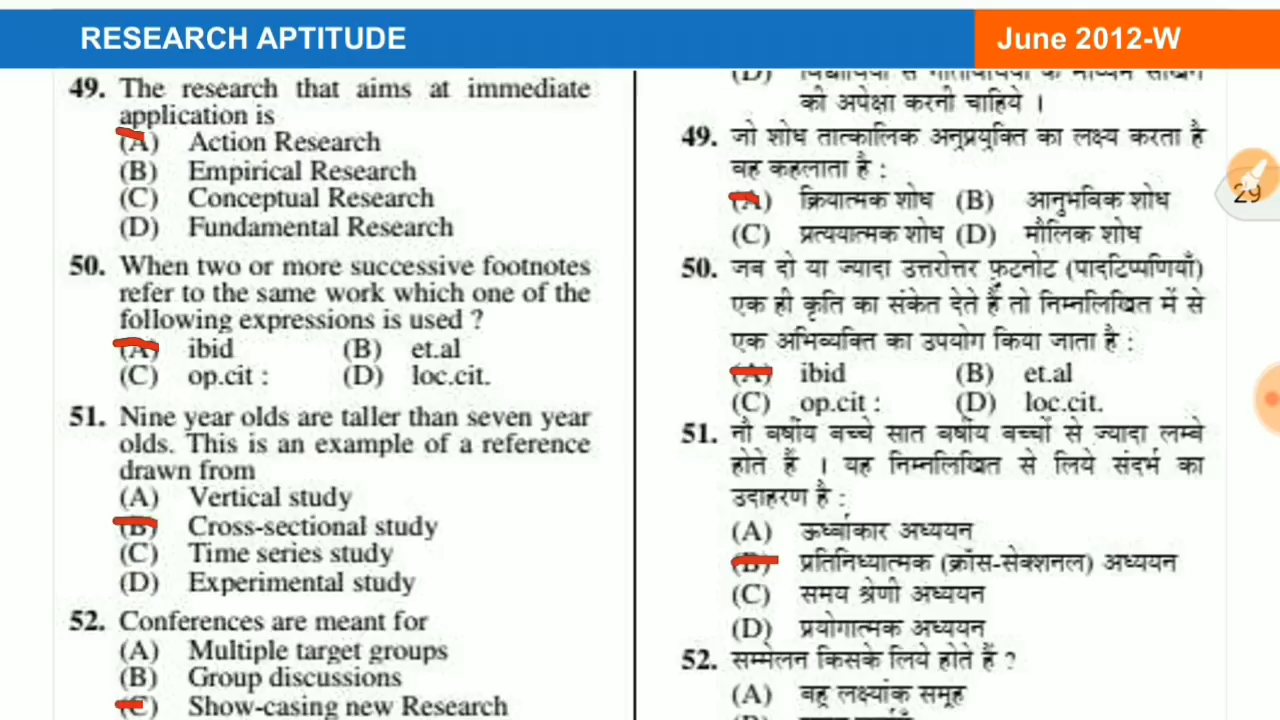 RESEARCH APTITUDE
June 2012-W
49. The research that aims at immediate
application is
(A) Action Research
(B) Empirical Research
(C) Conceptual Research
(D) Fundamental Research
50. When two or more successive footnotes
refer to the same work which one of the
following expressions is used ?
(A) ibid (B) et.al
(C) op.cit : (D) loc.cit.
51. Nine year olds are taller than seven year
olds. This is an example of a reference
drawn from
(A) Vertical study
(B) Cross-sectional study
(C) Time series study
(D) Experimental study
52. Conferences are meant for
(A) Multiple target groups
(B) Group discussions
(C) Show-casing new Research
की अपेक्षा करनी चाहिये ।
49. जो शोध तात्कालिक अनुप्रयुक्ति का लक्ष्य करता है
वह कहलाता है :
(A) क्रियात्मक शोध (B) आनुभविक शोध
(C) प्रत्ययात्मक शोध (D) मौलिक शोध
50. जब दो या ज्यादा उत्तरोत्तर फ़ुटनोट (पादटिप्पणियाँ)
एक ही कृति का संकेत देते हैं तो निम्नलिखित में से
एक अभिव्यक्ति का उपयोग किया जाता है :
(A) ibid (B) et.al
(C) op.cit : (D) loc.cit.
51. नौ वर्षीय बच्चे सात वर्षीय बच्चों से ज्यादा लम्बे
होते हैं । यह निम्नलिखित से लिये संदर्भ का
उदाहरण है :
(A) ऊर्ध्वाकार अध्ययन
(B) प्रतिनिध्यात्मक (क्रॉस-सेक्शनल) अध्ययन
(C) समय श्रेणी अध्ययन
(D) प्रयोगात्मक अध्ययन
52. सम्मेलन किसके लिये होते हैं ?
(A) बहु लक्ष्यांक समूह
29